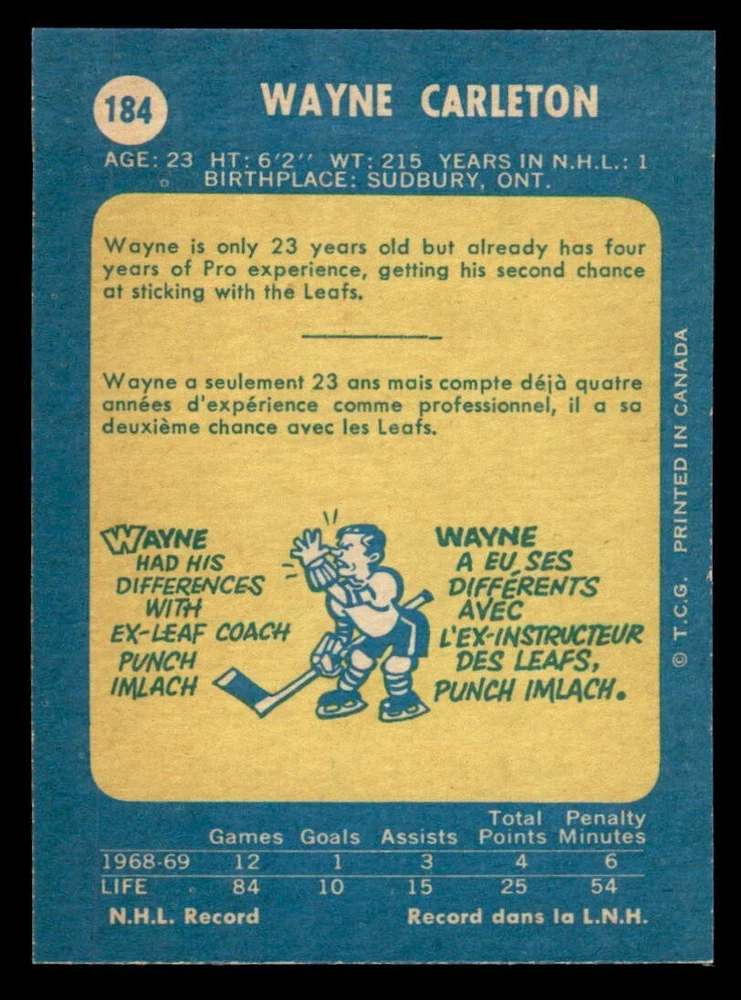 184
WAYNE CARLETON
AGE: 23 HT: 6'2'' WT: 215 YEARS IN N.H.L.: 1
BIRTHPLACE: SUDBURY, ONT.
Wayne is only 23 years old but already has four
years of Pro experience, getting his second chance
at sticking with the Leafs.
Wayne a seulement 23 ans mais compte déjà quatre
années d'expérience comme professionnel, il a sa
deuxième chance avec les Leafs.
WAYNE
HAD HIS
DIFFERENCES
WITH
EX-LEAF COACH
PUNCH
IMLACH
WAYNE
A EU SES
DIFFÉRENTS
AVEC
L'EX-INSTRUCTEUR
DES LEAFS,
PUNCH IMLACH.
© T.C.G. PRINTED IN CANADA
Total Penalty
Games Goals Assists Points Minutes
1968-69 12 1 3 4 6
LIFE 84 10 15 25 54
N.H.L. Record Record dans la L.N.H.